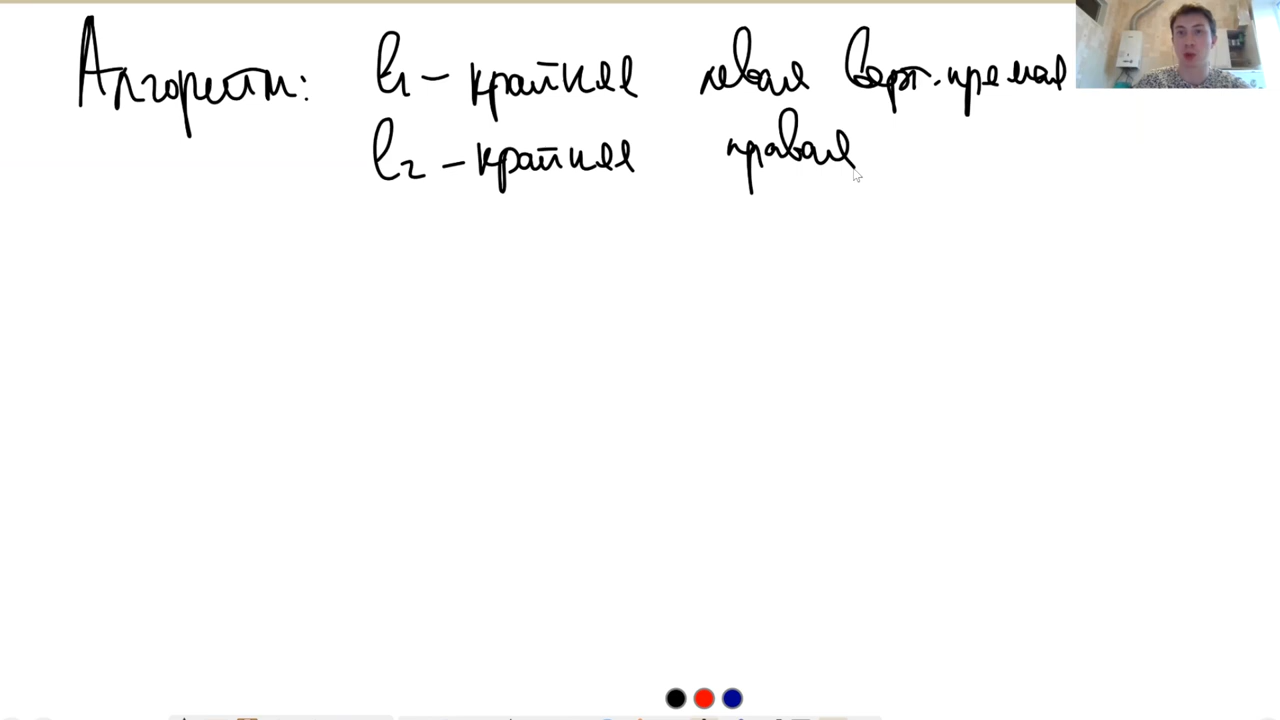 Алгоритм: l₁ – крайняя левая верт. прямая
l₂ – крайняя правая